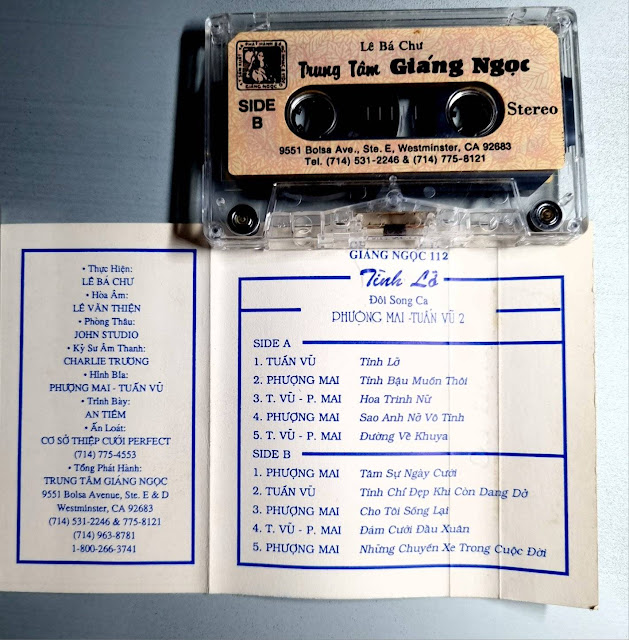 PHÁT HÀNH
GIÁNG NGỌC
Lê Bá Chư
Trung Tâm Giáng Ngọc
SIDE
B
Stereo
9551 Bolsa Ave., Ste. E, Westminster, CA 92683
Tel. (714) 531-2246 & (714) 775-8121
• Thực Hiện:
LÊ BÁ CHƯ
• Hòa Âm:
LÊ VĂN THIỆN
• Phòng Thâu:
JOHN STUDIO
• Kỹ Sư Âm Thanh:
CHARLIE TRƯƠNG
• Hình Bìa:
PHƯỢNG MAI - TUẤN VŨ
• Trình Bày:
AN TIÊM
• Ấn Loát:
CƠ SỞ THIỆP CƯỚI PERFECT
(714) 775-4553
• Tổng Phát Hành:
TRUNG TÂM GIÁNG NGỌC
9551 Bolsa Avenue, Ste. E & D
Westminster, CA 92683
(714) 531-2246 & 775-8121
(714) 963-8781
1-800-266-3741
GIÁNG NGỌC 112
Tình Lỡ
Đôi Song Ca
PHƯỢNG MAI - TUẤN VŨ 2
SIDE A
1. TUẤN VŨ Tình Lỡ
2. PHƯỢNG MAI Tình Bậu Muốn Thôi
3. T. VŨ - P. MAI Hoa Trinh Nữ
4. PHƯỢNG MAI Sao Anh Nỡ Vô Tình
5. T. VŨ - P. MAI Đường Về Khuya
SIDE B
1. PHƯỢNG MAI Tâm Sự Ngày Cưới
2. TUẤN VŨ Tình Chỉ Đẹp Khi Còn Dang Dở
3. PHƯỢNG MAI Cho Tôi Sống Lại
4. T. VŨ - P. MAI Đám Cưới Đầu Xuân
5. PHƯỢNG MAI Những Chuyến Xe Trong Cuộc Đời